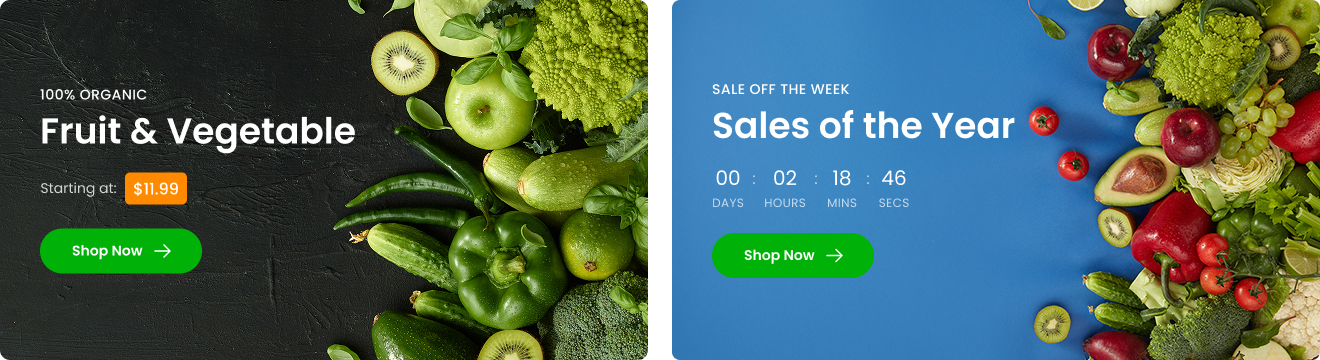 100% ORGANIC
Fruit & Vegetable
Starting at: $11.99
Shop Now
SALE OFF THE WEEK
Sales of the Year
00 : 02 : 18 : 46
DAYS HOURS MINS SECS
Shop Now